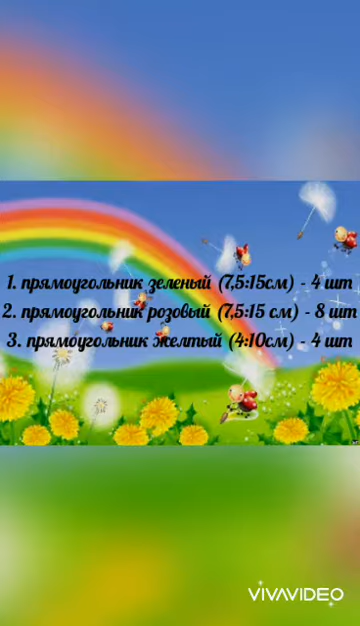 1. прямоугольник зеленый (7,5:15см) - 4 шт
2. прямоугольник розовый (7,5:15 см) - 8 шт
3. прямоугольник желтый (4:10см) - 4 шт
VIVAVIDEO